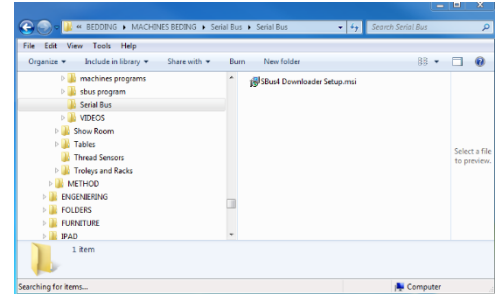 « BEDDING ▸ MACHINES BEDING ▸ Serial Bus ▸ Serial Bus
Search Serial Bus
File Edit View Tools Help
Organize Include in library Share with Burn New folder
machines programs
sbus program
Serial Bus
VIDEOS
Show Room
Tables
Thread Sensors
Troleys and Racks
METHOD
ENGENIERING
FOLDERS
FURNITURE
IPAD
SBus4 Downloader Setup.msi
Select a file
to preview.
1 item
Searching for items...
Computer